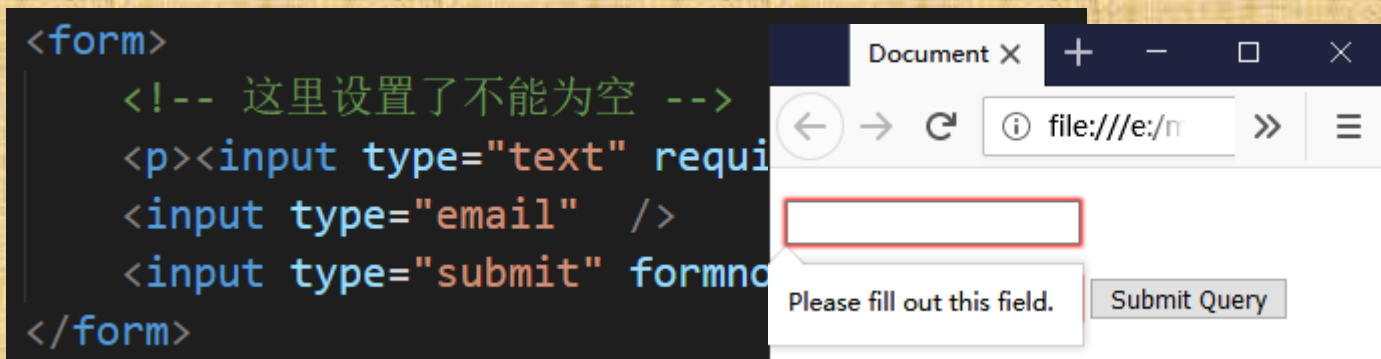 <form>
<!-- 这里设置了不能为空 -->
<p><input type="text" requi
<input type="email" />
<input type="submit" formno
</form>
Document
file:///e:/m
Please fill out this field.
Submit Query